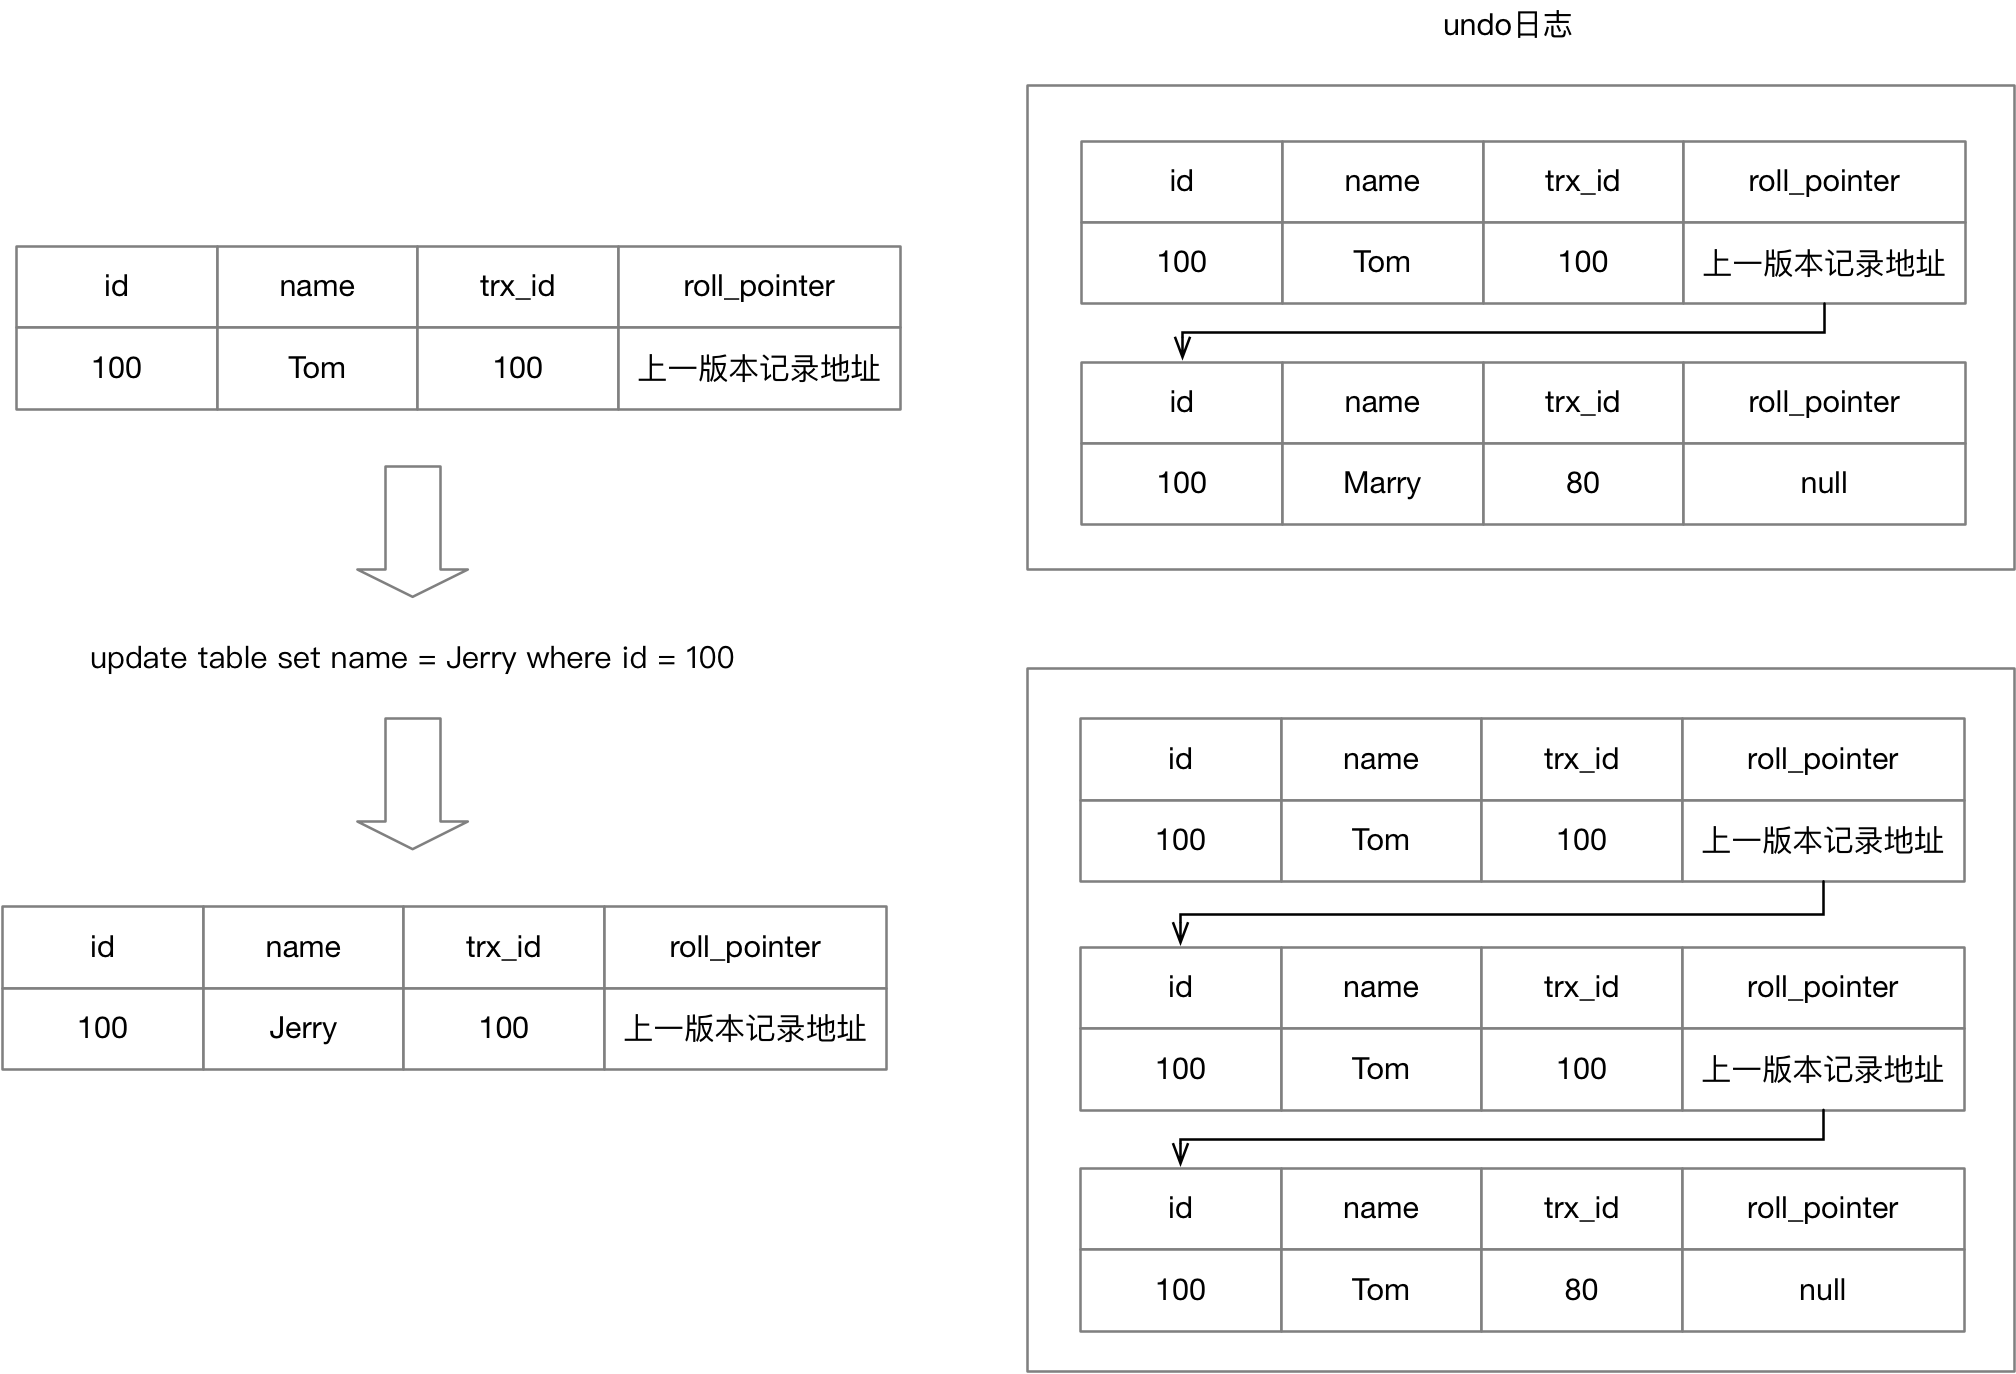 undo日志
id name trx_id roll_pointer
100 Tom 100 上一版本记录地址
update table set name = Jerry where id = 100
id name trx_id roll_pointer
100 Jerry 100 上一版本记录地址
id name trx_id roll_pointer
100 Tom 100 上一版本记录地址
id name trx_id roll_pointer
100 Marry 80 null
id name trx_id roll_pointer
100 Tom 100 上一版本记录地址
id name trx_id roll_pointer
100 Tom 100 上一版本记录地址
id name trx_id roll_pointer
100 Tom 80 null